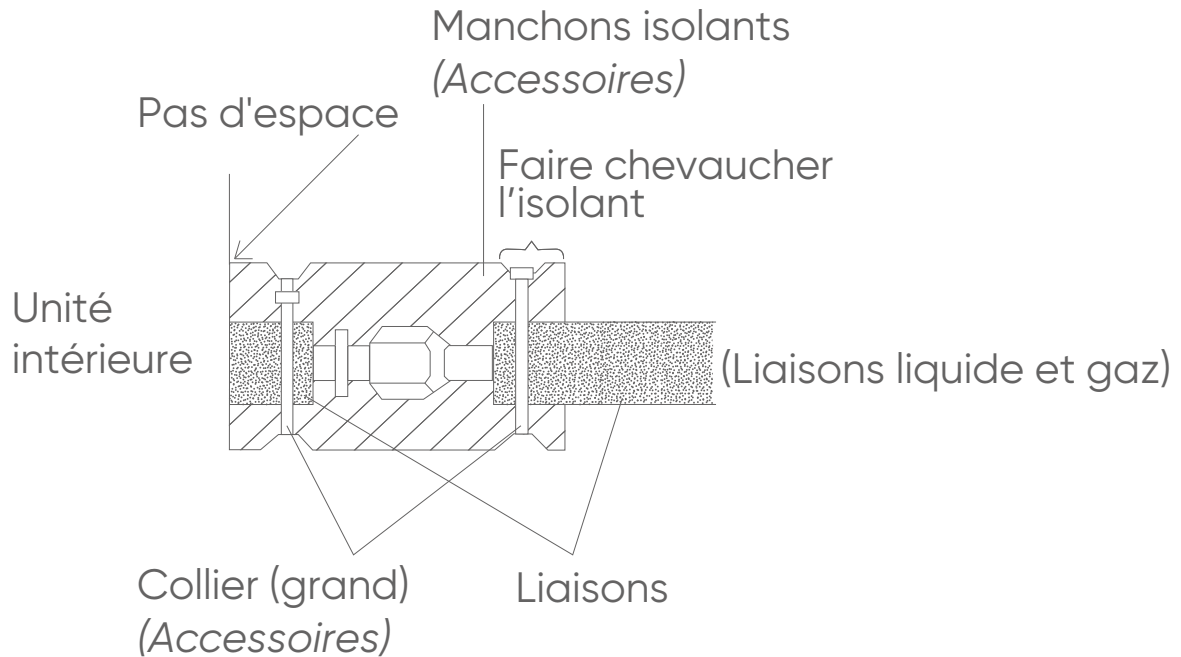 Manchons isolants
(Accessoires)
Pas d'espace
Faire chevaucher
l’isolant
Unité
intérieure
(Liaisons liquide et gaz)
Collier (grand)
(Accessoires)
Liaisons